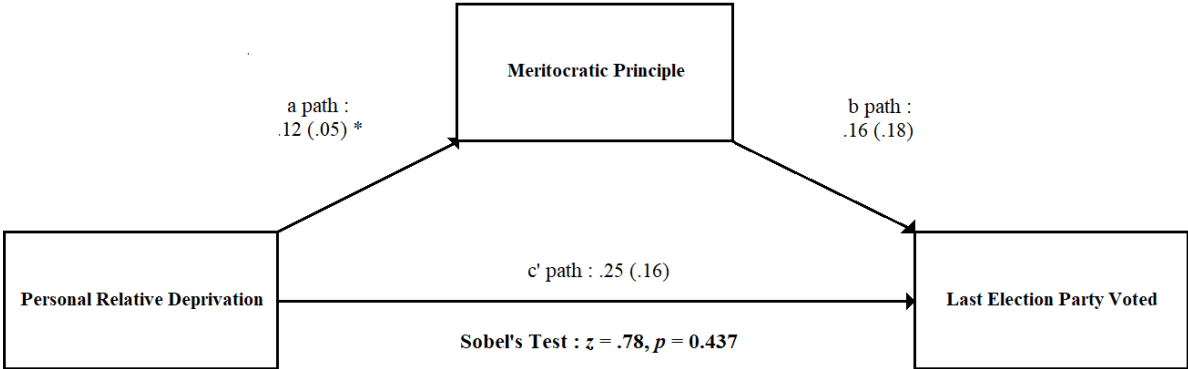 Meritocratic Principle
a path :
.12 (.05) *
b path :
.16 (.18)
c' path : .25 (.16)
Personal Relative Deprivation
Last Election Party Voted
Sobel's Test : z = .78, p = 0.437